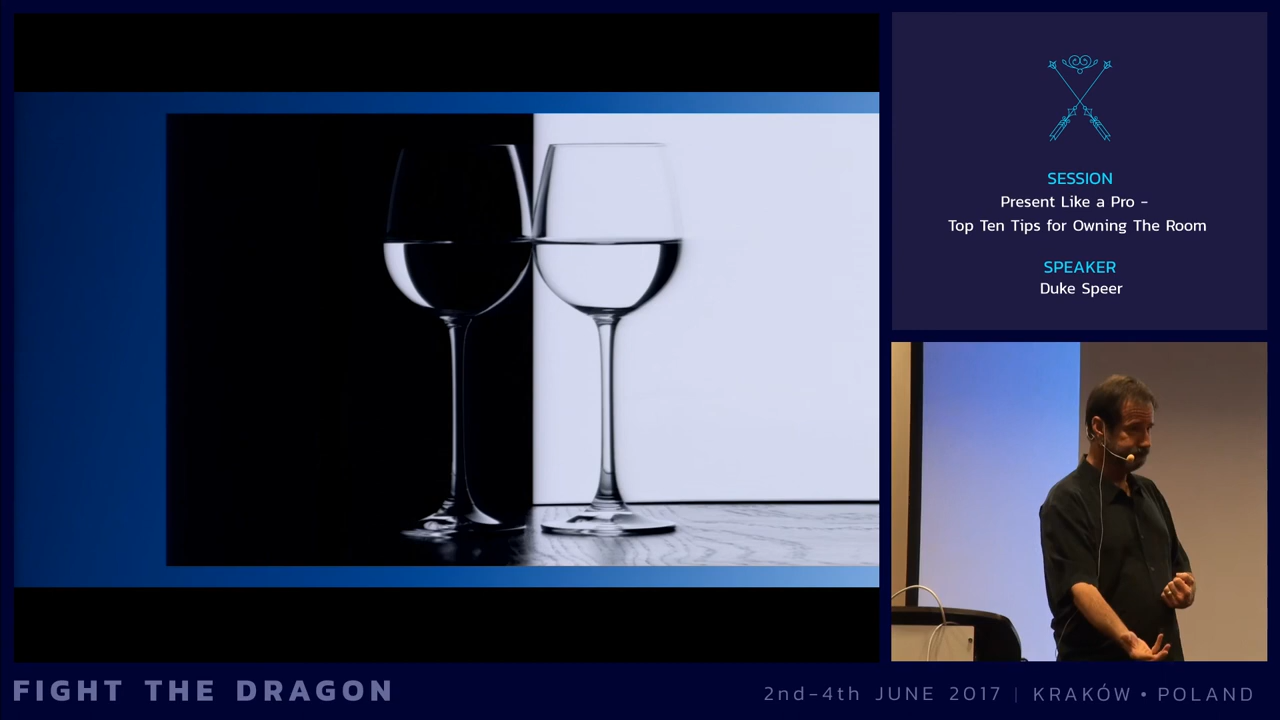 SESSION
Present Like a Pro -
Top Ten Tips for Owning The Room
SPEAKER
Duke Speer
FIGHT THE DRAGON
2nd-4th JUNE 2017 | KRAKÓW • POLAND